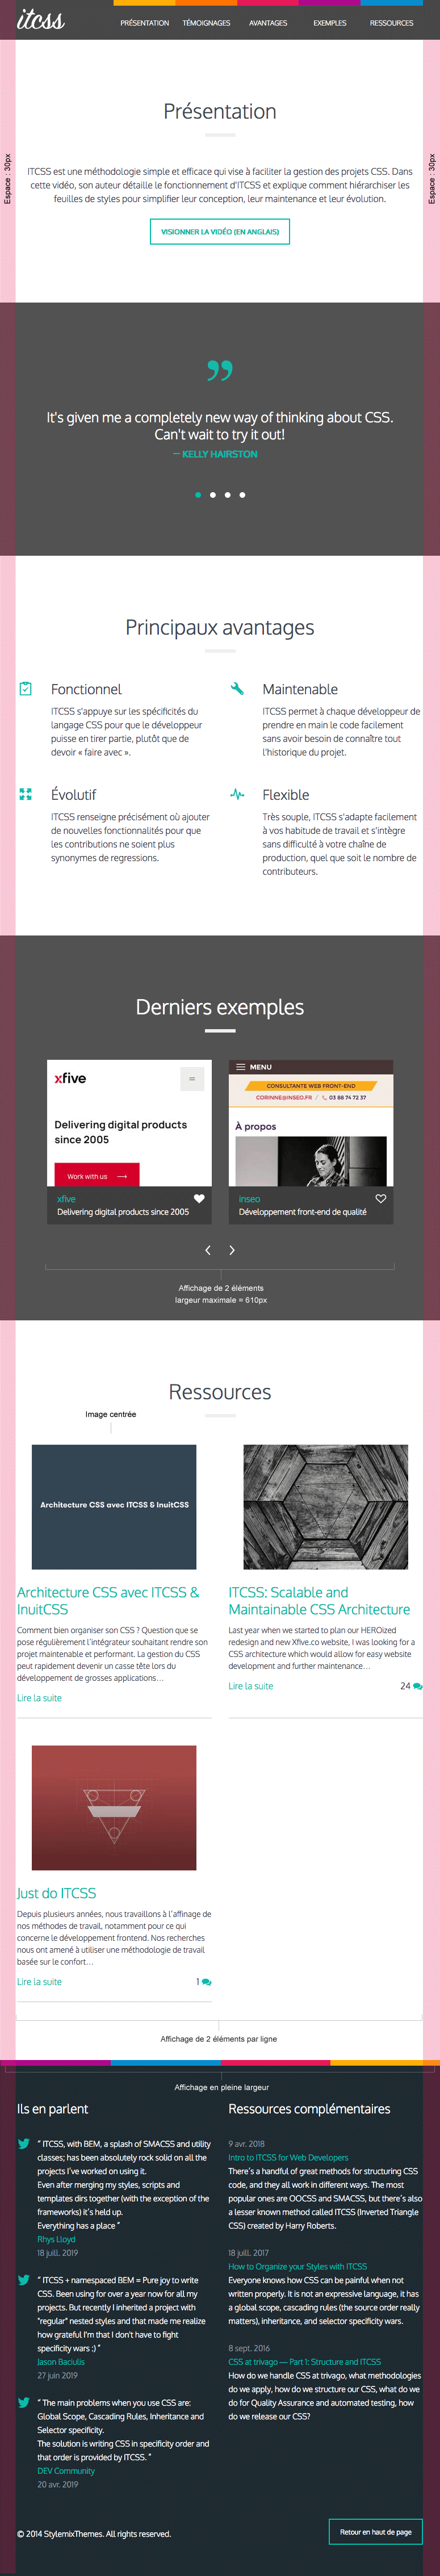 itcss
PRÉSENTATION TÉMOIGNAGES AVANTAGES EXEMPLES RESSOURCES
Présentation
Espace : 30px
Espace : 30px
ITCSS est une méthodologie simple et efficace qui vise à faciliter la gestion des projets CSS. Dans
cette vidéo, son auteur détaille le fonctionnement d'ITCSS et explique comment hiérarchiser les
feuilles de styles pour simplifier leur conception, leur maintenance et leur évolution.
VISIONNER LA VIDÉO (EN ANGLAIS)
”
It's given me a completely new way of thinking about CSS.
Can't wait to try it out!
— KELLY HAIRSTON
Principaux avantages
Fonctionnel
ITCSS s'appuye sur les spécificités du
langage CSS pour que le développeur
puisse en tirer partie, plutôt que de
devoir « faire avec ».
Maintenable
ITCSS permet à chaque développeur de
prendre en main le code facilement
sans avoir besoin de connaître tout
l'historique du projet.
Évolutif
ITCSS renseigne précisément où ajouter
de nouvelles fonctionnalités pour que
les contributions ne soient plus
synonymes de regressions.
Flexible
Très souple, ITCSS s'adapte facilement
à vos habitude de travail et s'intègre
sans difficulté à votre chaîne de
production, quel que soit le nombre de
contributeurs.
Derniers exemples
xfive
Delivering digital products
since 2005
Work with us →
xfive
Delivering digital products since 2005
MENU
CONSULTANTE WEB FRONT-END
CORINNE@INSEO.FR / 03 88 74 72 37
À propos
inseo
Développement front-end de qualité
Affichage de 2 éléments
largeur maximale = 610px
Ressources
Image centrée
Architecture CSS avec ITCSS & InuitCSS
Architecture CSS avec ITCSS &
InuitCSS
Comment bien organiser son CSS ? Question que se
pose régulièrement l'intégrateur souhaitant rendre son
projet maintenable et performant. La gestion du CSS
peut rapidement devenir un casse tête lors du
développement de grosses applications…
Lire la suite
ITCSS: Scalable and
Maintainable CSS Architecture
Last year when we started to plan our HEROized
redesign and new Xfive.co website, I was looking for a
CSS architecture which would allow for easy website
development and further maintenance…
Lire la suite 24
Just do ITCSS
Depuis plusieurs années, nous travaillons à l'affinage de
nos méthodes de travail, notamment pour ce qui
concerne le développement frontend. Nos recherches
nous ont amené à utiliser une méthodologie de travail
basée sur le confort…
Lire la suite 1
Affichage de 2 éléments par ligne
Affichage en pleine largeur
Ils en parlent
“ ITCSS, with BEM, a splash of SMACSS and utility
classes; has been absolutely rock solid on all the
projects I've worked on using it.
Even after merging my styles, scripts and
templates dirs together (with the exception of the
frameworks) it's held up.
Everything has a place ”
Rhys Lloyd
18 juill. 2019
“ ITCSS + namespaced BEM = Pure joy to write
CSS. Been using for over a year now for all my
projects. But recently I inherited a project with
"regular" nested styles and that made me realize
how grateful I'm that I don't have to fight
specificity wars ;) ”
Jason Baciulis
27 juin 2019
“ The main problems when you use CSS are:
Global Scope, Cascading Rules, Inheritance and
Selector specificity.
The solution is writing CSS in specificity order and
that order is provided by ITCSS. ”
DEV Community
20 avr. 2019
Ressources complémentaires
9 avr. 2018
Intro to ITCSS for Web Developers
There's a handful of great methods for structuring CSS
code, and they all work in different ways. The most
popular ones are OOCSS and SMACSS, but there's also
a lesser known method called ITCSS (Inverted Triangle
CSS) created by Harry Roberts.
18 juill. 2017
How to Organize your Styles with ITCSS
Everyone knows how CSS can be painful when not
written properly. It is not an expressive language, it has
a global scope, cascading rules (the source order really
matters), inheritance, and selector specificity wars.
8 sept. 2016
CSS at trivago — Part 1: Structure and ITCSS
How do we handle CSS at trivago, what methodologies
do we apply, how do we structure our CSS, what do we
do for Quality Assurance and automated testing, how
do we release our CSS?
© 2014 StylemixThemes. All rights reserved.
Retour en haut de page